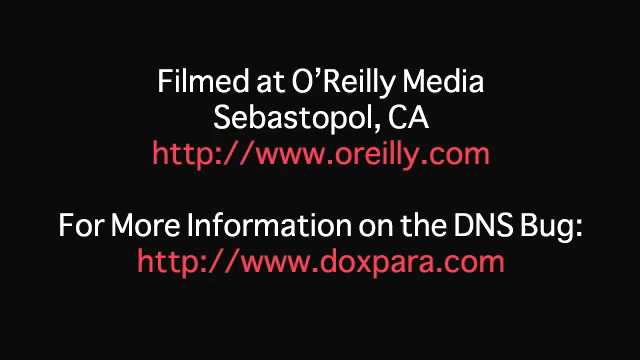 Filmed at O’Reilly Media
Sebastopol, CA
http://www.oreilly.com
For More Information on the DNS Bug:
http://www.doxpara.com